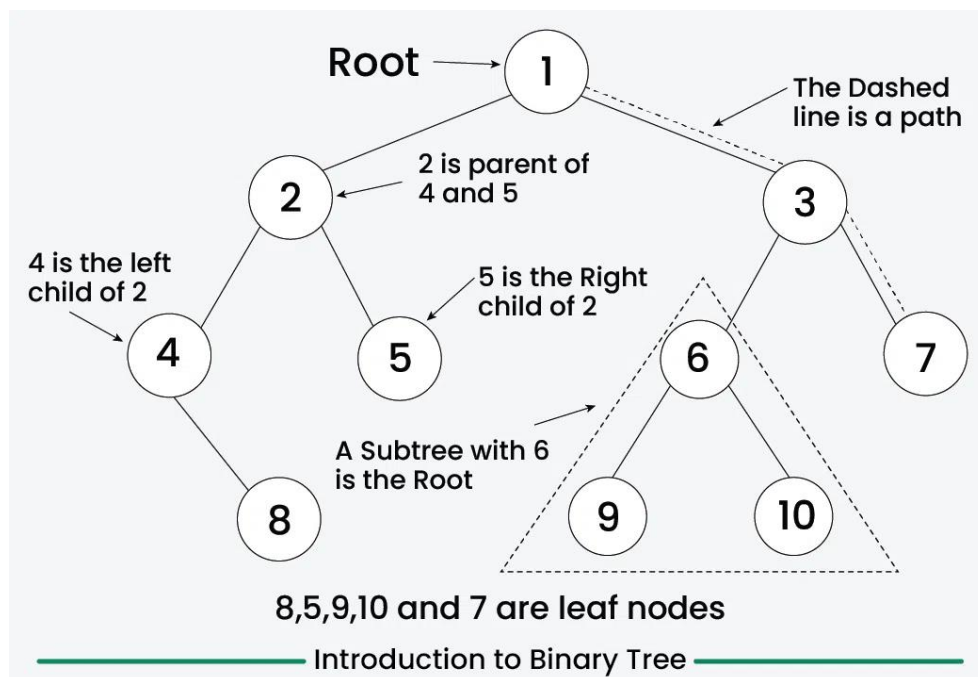 Root
1
The Dashed
line is a path
2
2 is parent of
4 and 5
3
4 is the left
child of 2
5 is the Right
child of 2
4
5
6
7
A Subtree with 6
is the Root
8
9
10
8,5,9,10 and 7 are leaf nodes
Introduction to Binary Tree